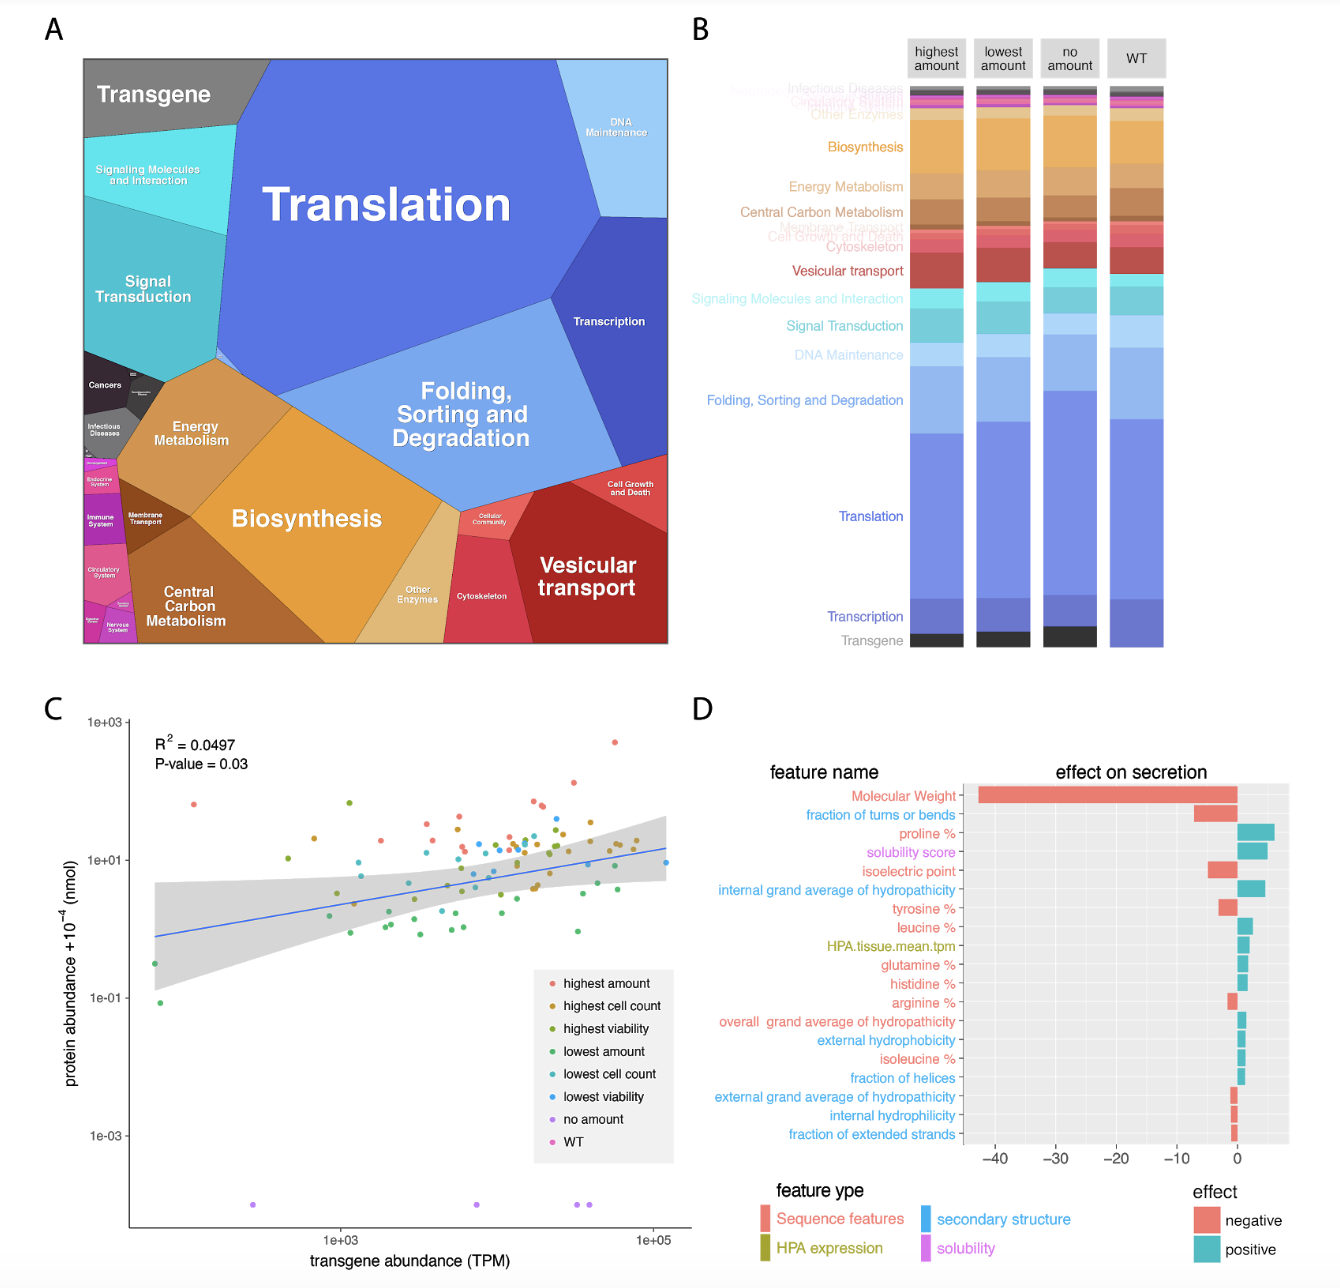 A
Transgene
Signaling Molecules
and Interaction
Signal
Transduction
Translation
DNA
Maintenance
Transcription
Folding,
Sorting and
Degradation
Cancers
Infectious
Diseases
Energy
Metabolism
Biosynthesis
Endocrine
System
Immune
System
Circulatory
System
Nervous
System
Membrane
Transport
Central
Carbon
Metabolism
Other
Enzymes
Cellular
Community
Cytoskeleton
Cell Growth
and Death
Vesicular
transport
B
highest
amount
lowest
amount
no
amount
WT
Infectious Diseases
Circulatory System
Other Enzymes
Biosynthesis
Energy Metabolism
Central Carbon Metabolism
Membrane Transport
Cell Growth and Death
Cytoskeleton
Vesicular transport
Signaling Molecules and Interaction
Signal Transduction
DNA Maintenance
Folding, Sorting and Degradation
Translation
Transcription
Transgene
C
R² = 0.0497
P-value = 0.03
1e+03
1e+01
1e-01
1e-03
protein abundance +10⁻⁴ (nmol)
highest amount
highest cell count
highest viability
lowest amount
lowest cell count
lowest viability
no amount
WT
1e+03
1e+05
transgene abundance (TPM)
D
feature name
effect on secretion
Molecular Weight
fraction of turns or bends
proline %
solubility score
isoelectric point
internal grand average of hydropathicity
tyrosine %
leucine %
HPA.tissue.mean.tpm
glutamine %
histidine %
arginine %
overall grand average of hydropathicity
external hydrophobicity
isoleucine %
fraction of helices
external grand average of hydropathicity
internal hydrophilicity
fraction of extended strands
−40
−30
−20
−10
0
feature ype
Sequence features
secondary structure
HPA expression
solubility
effect
negative
positive